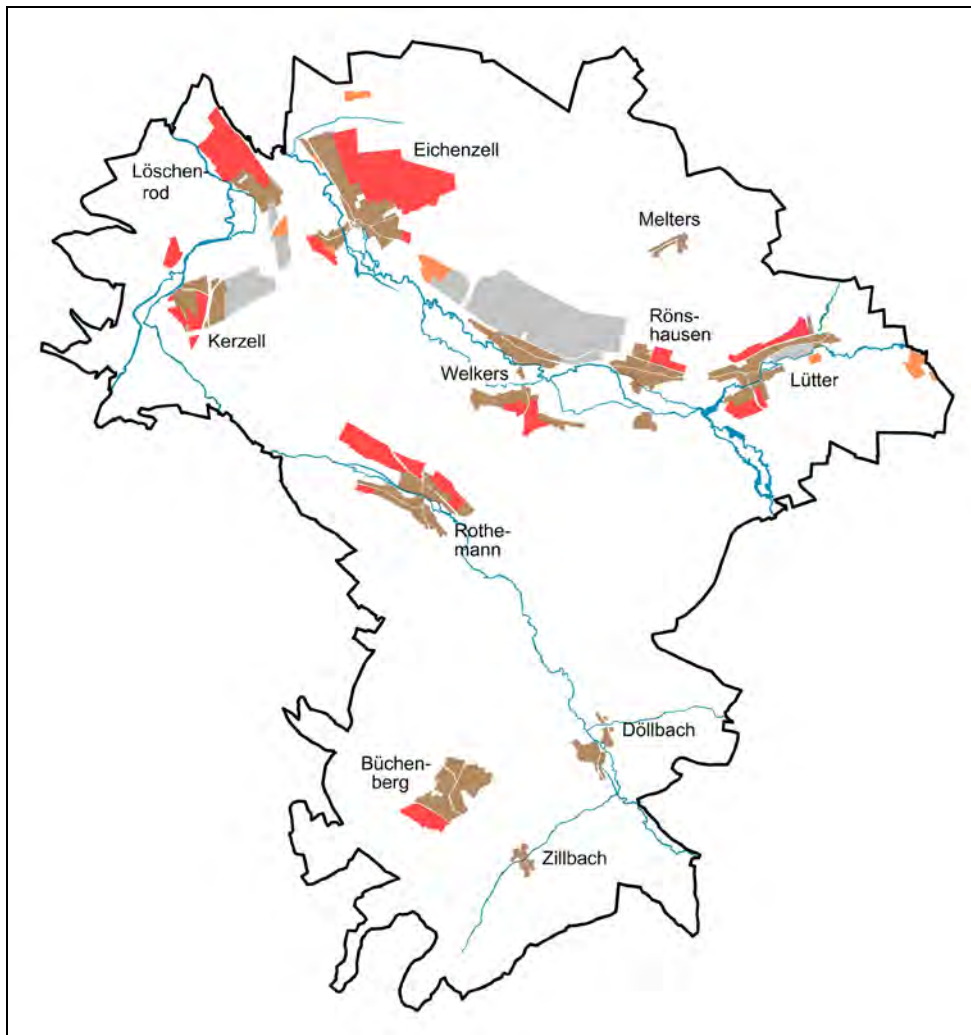 Eichenzell
Löschen-
rod
Melters
Röns-
hausen
Kerzell
Welkers
Lütter
Rothe-
mann
Döllbach
Büchen-
berg
Zillbach